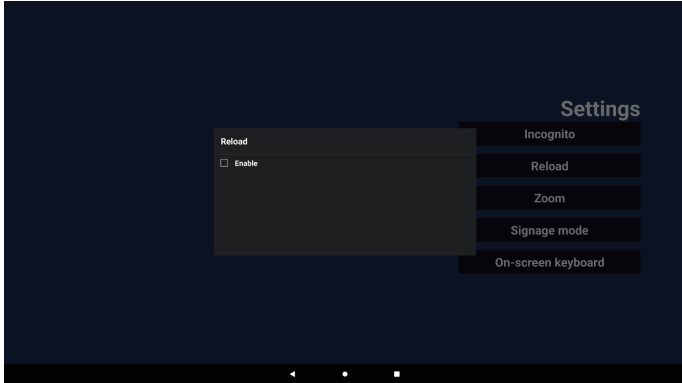 Settings
Incognito
Reload
Reload
Enable
Zoom
Signage mode
On-screen keyboard